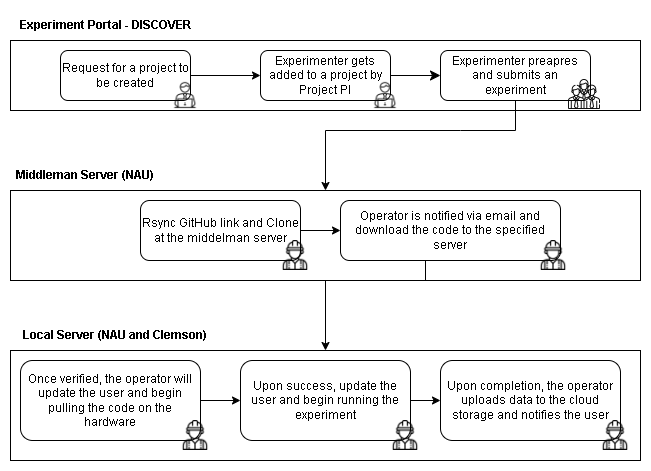 Experiment Portal - DISCOVER
Request for a project to
be created
Experimenter gets
added to a project by
Project PI
Experimenter preapres
and submits an
experiment
Middleman Server (NAU)
Rsync GitHub link and Clone
at the middelman server
Operator is notified via email and
download the code to the specified
server
Local Server (NAU and Clemson)
Once verified, the operator will
update the user and begin
pulling the code on the
hardware
Upon success, update the
user and begin running the
experiment
Upon completion, the operator
uploads data to the cloud
storage and notifies the user